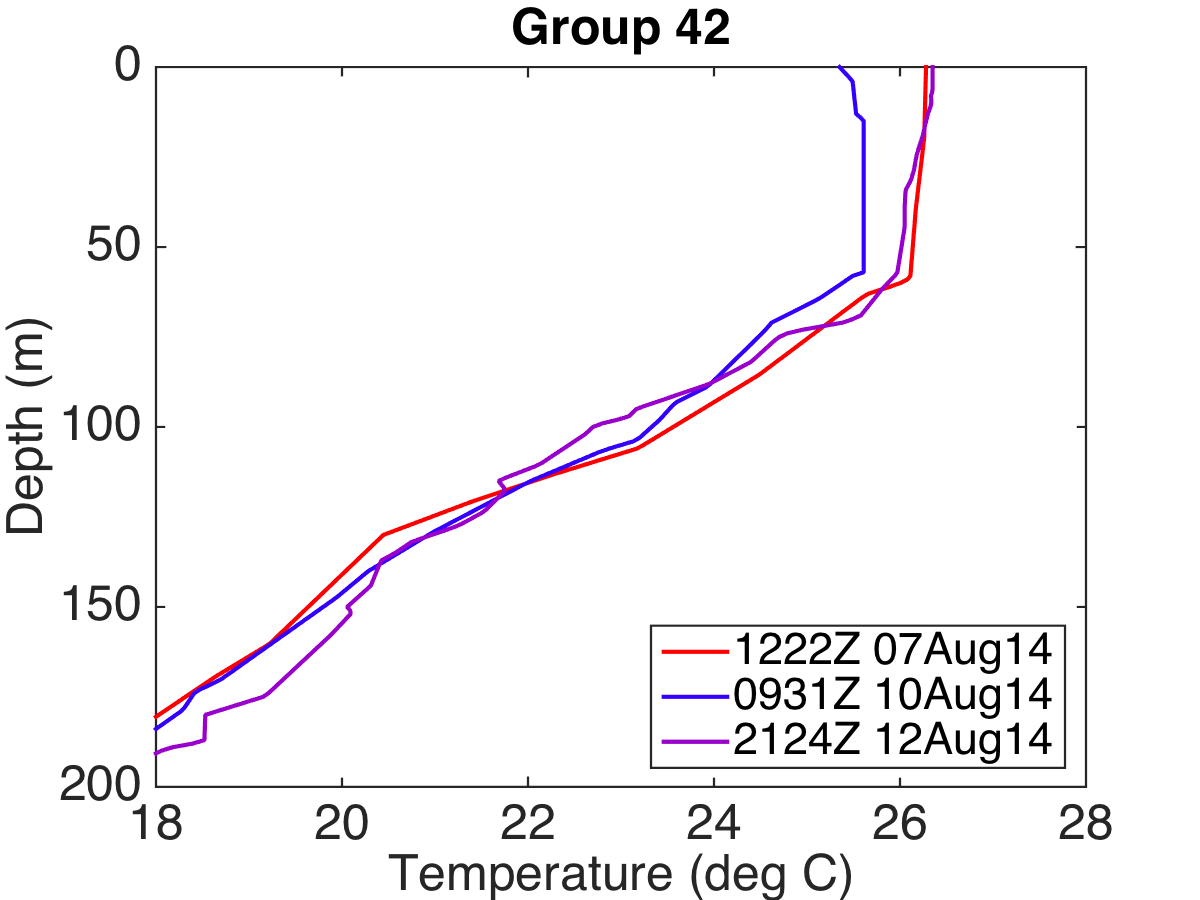 Group 42
0
50
100
150
200
Depth (m)
1222Z 07Aug14
0931Z 10Aug14
2124Z 12Aug14
18 20 22 24 26 28
Temperature (deg C)